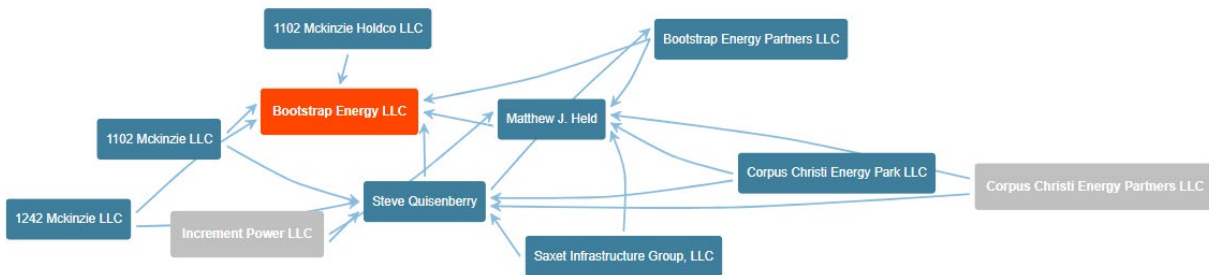 1102 Mckinzie Holdco LLC
Bootstrap Energy Partners LLC
Bootstrap Energy LLC
Matthew J. Held
1102 Mckinzie LLC
Corpus Christi Energy Park LLC
Corpus Christi Energy Partners LLC
Steve Quisenberry
1242 Mckinzie LLC
Increment Power LLC
Saxet Infrastructure Group, LLC